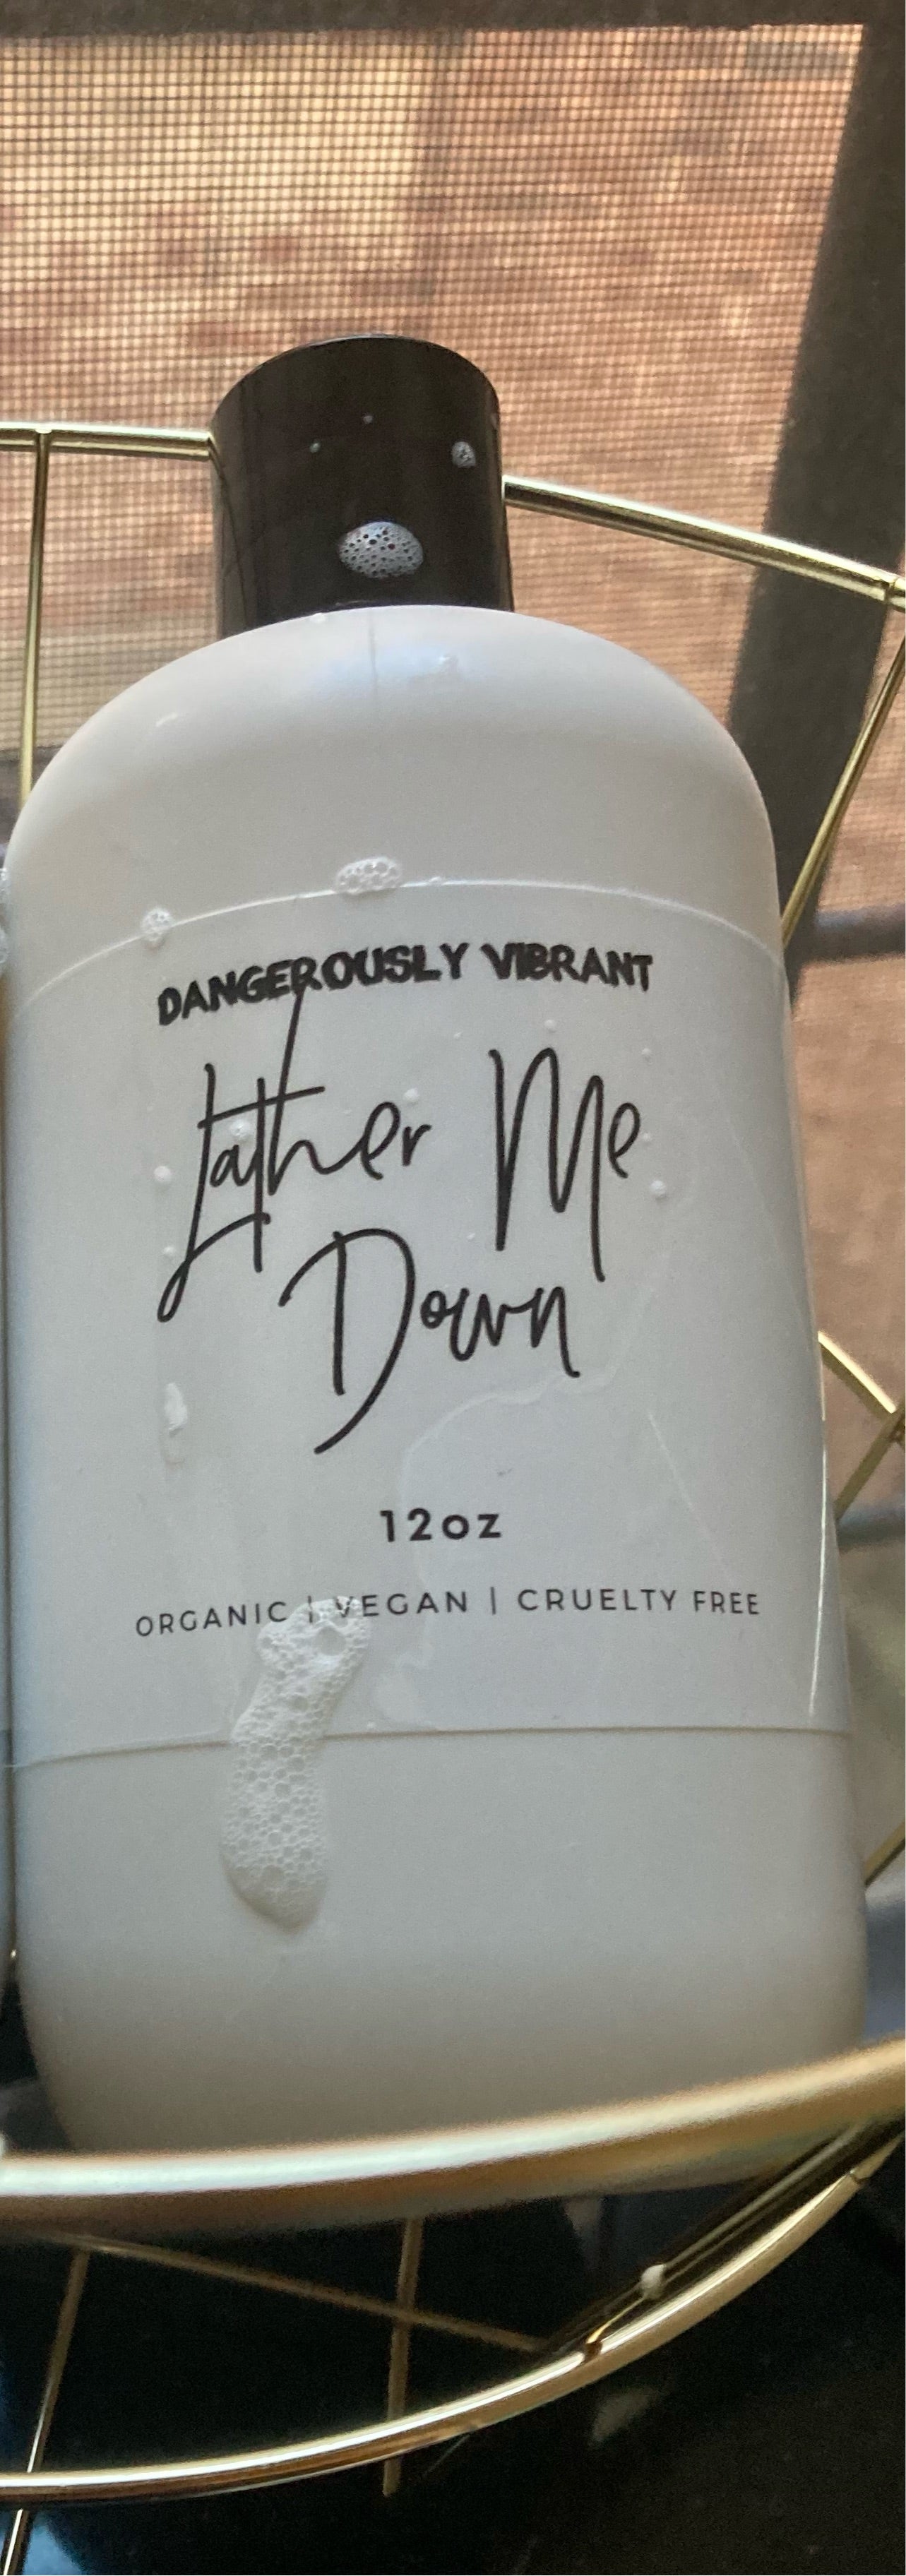 DANGEROUSLY VIBRANT
Lather Me
Down
12oz
ORGANIC | VEGAN | CRUELTY FREE